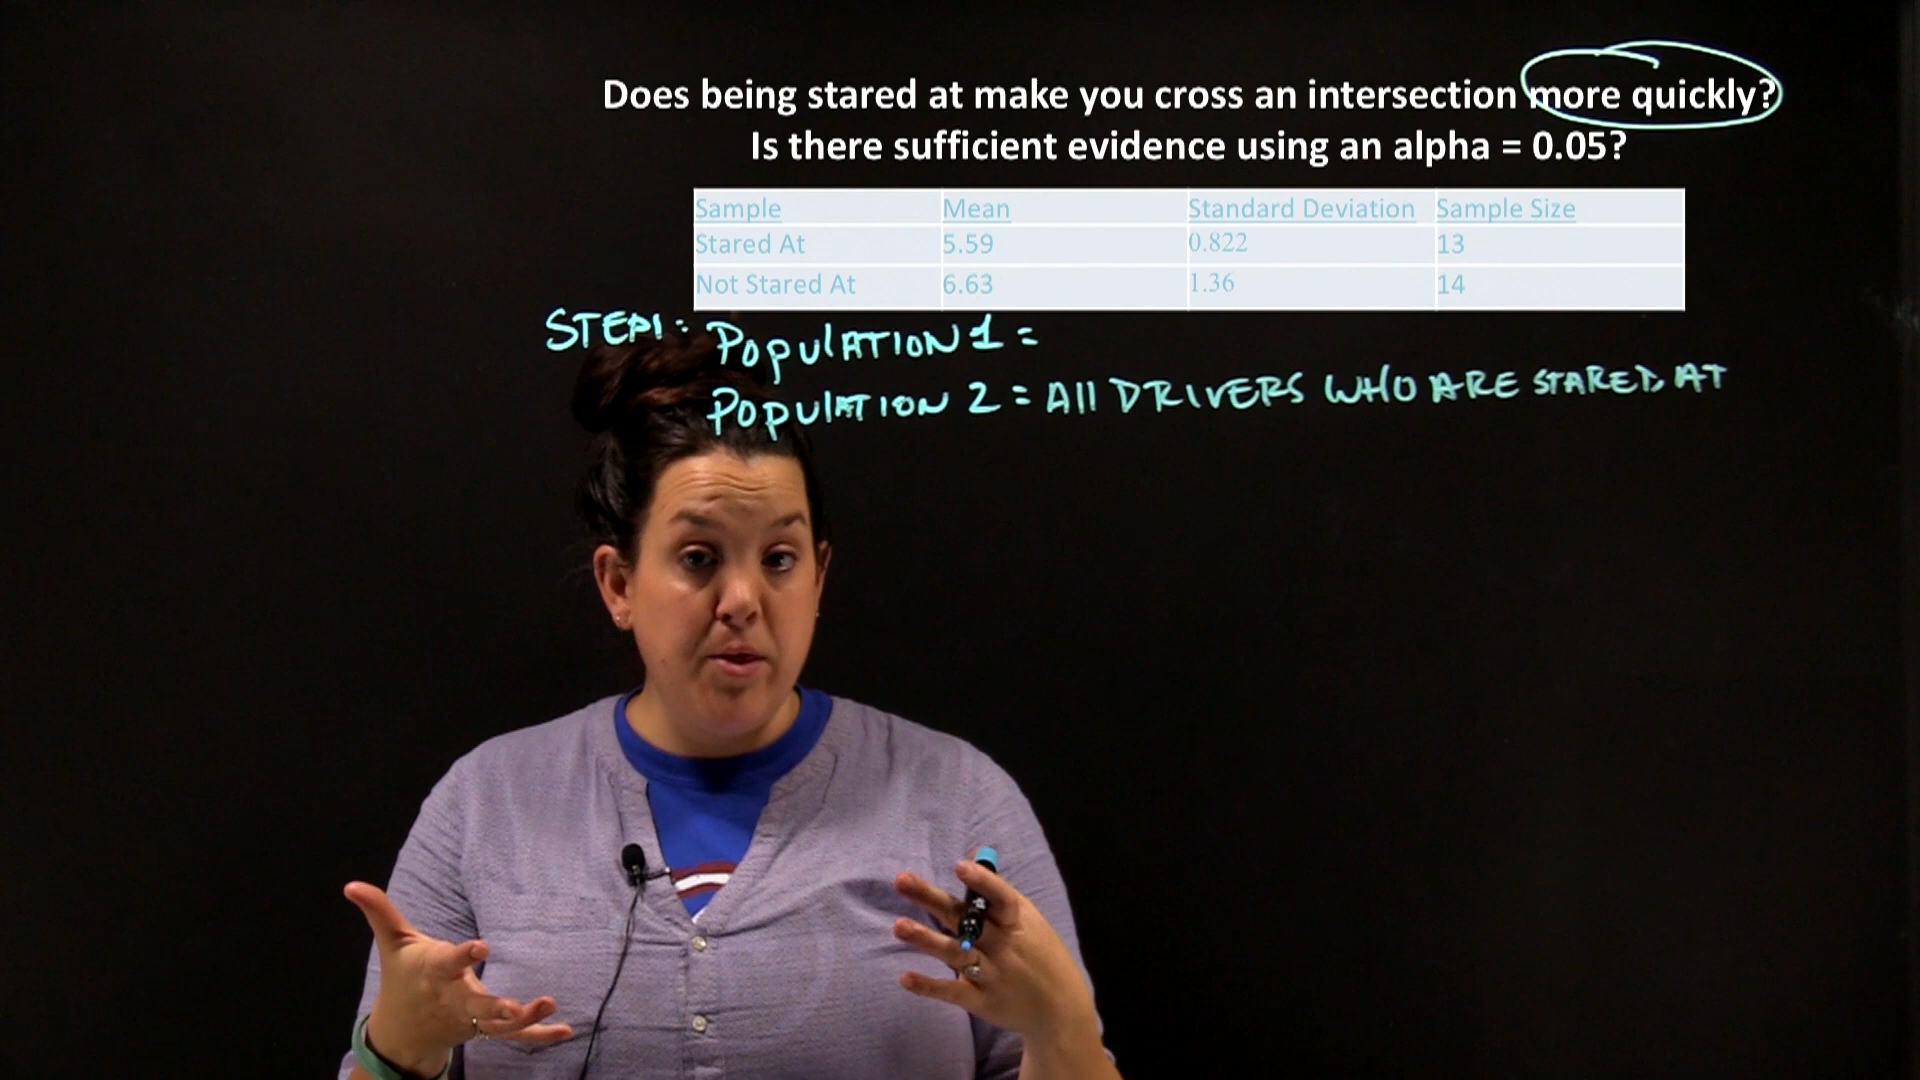 Does being stared at make you cross an intersection more quickly?
Is there sufficient evidence using an alpha = 0.05?
Sample Mean Standard Deviation Sample Size
Stared At 5.59 0.822 13
Not Stared At 6.63 1.36 14
STEP1: POPULATION 1 =
POPULATION 2 = All DRIVERS WHO ARE STARED AT